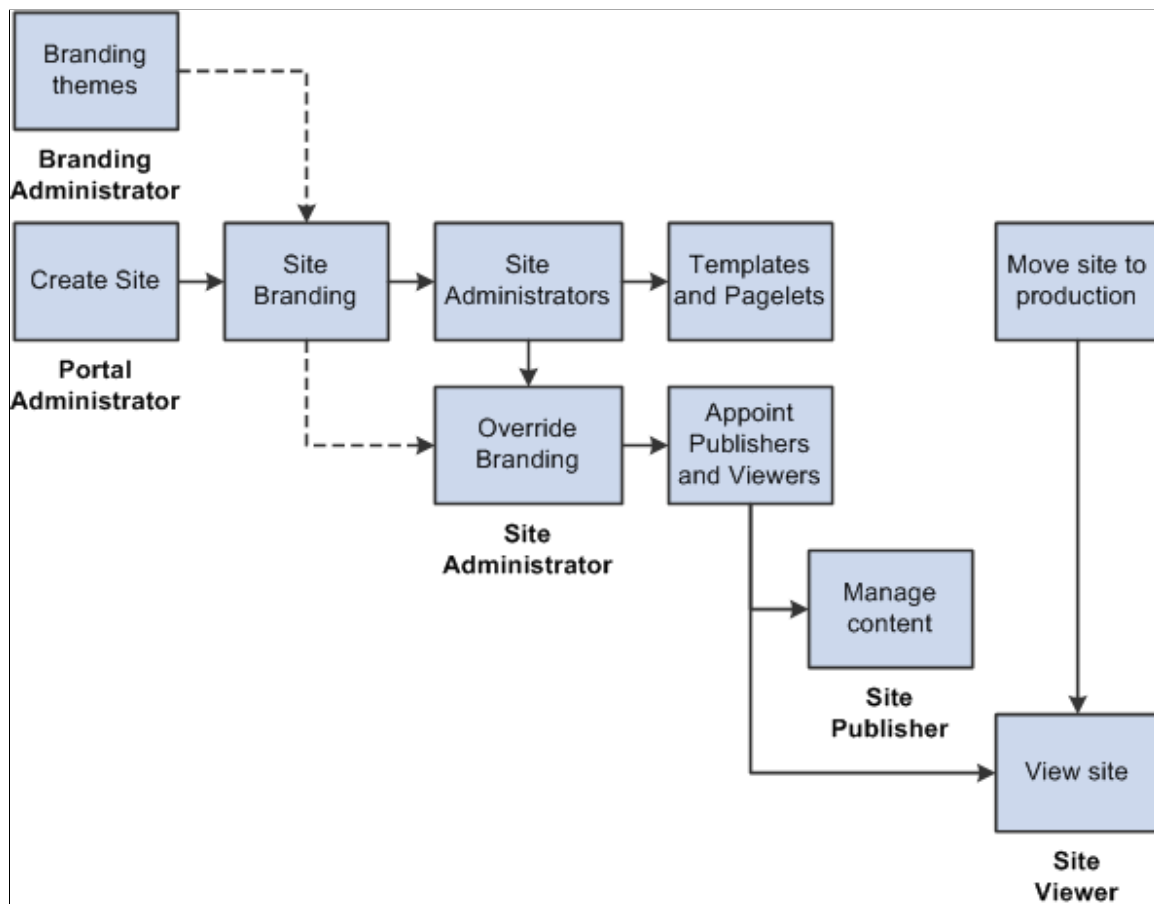 Branding
themes
Branding
Administrator
Create Site
Portal
Administrator
Site
Branding
Site
Administrators
Templates
and Pagelets
Move site to
production
Override
Branding
Site
Administrator
Appoint
Publishers
and Viewers
Manage
content
Site
Publisher
View site
Site
Viewer